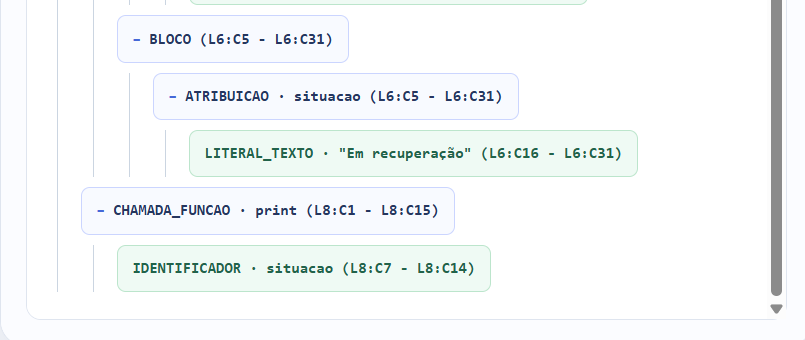 − BLOCO (L6:C5 - L6:C31)
− ATRIBUICAO · situacao (L6:C5 - L6:C31)
LITERAL_TEXTO · "Em recuperação" (L6:C16 - L6:C31)
− CHAMADA_FUNCAO · print (L8:C1 - L8:C15)
IDENTIFICADOR · situacao (L8:C7 - L8:C14)